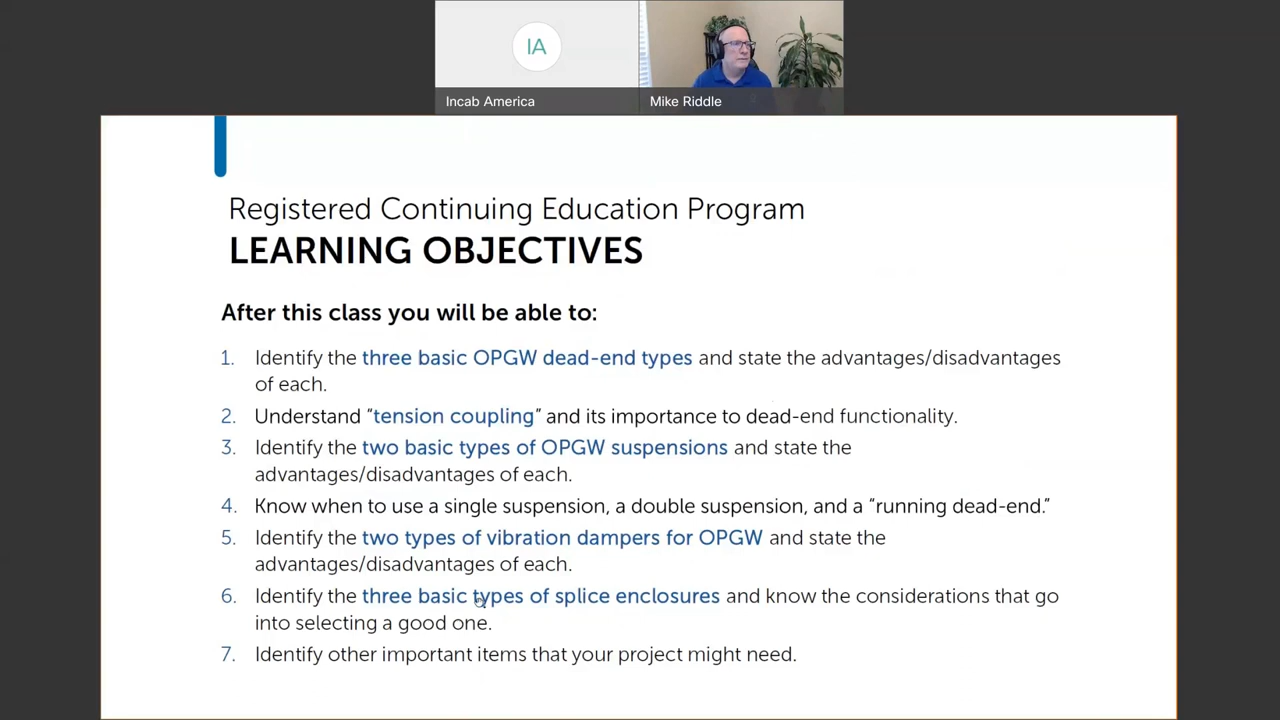 IA
Incab America
Mike Riddle
Registered Continuing Education Program
LEARNING OBJECTIVES
After this class you will be able to:
1. Identify the three basic OPGW dead-end types and state the advantages/disadvantages
of each.
2. Understand “tension coupling” and its importance to dead-end functionality.
3. Identify the two basic types of OPGW suspensions and state the
advantages/disadvantages of each.
4. Know when to use a single suspension, a double suspension, and a “running dead-end.”
5. Identify the two types of vibration dampers for OPGW and state the
advantages/disadvantages of each.
6. Identify the three basic types of splice enclosures and know the considerations that go
into selecting a good one.
7. Identify other important items that your project might need.